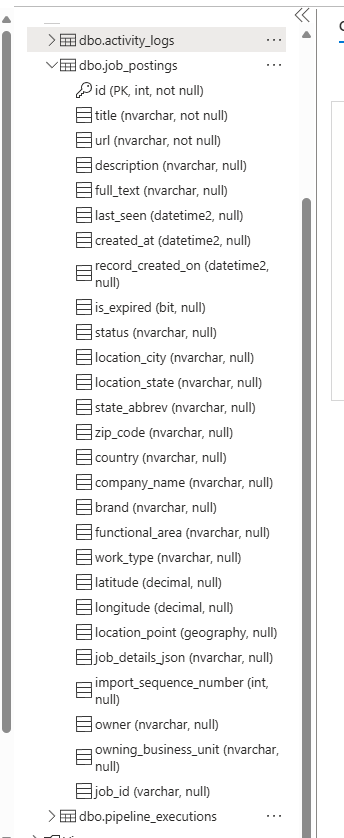 dbo.activity_logs
dbo.job_postings
id (PK, int, not null)
title (nvarchar, not null)
url (nvarchar, not null)
description (nvarchar, null)
full_text (nvarchar, null)
last_seen (datetime2, null)
created_at (datetime2, null)
record_created_on (datetime2,
null)
is_expired (bit, null)
status (nvarchar, null)
location_city (nvarchar, null)
location_state (nvarchar, null)
state_abbrev (nvarchar, null)
zip_code (nvarchar, null)
country (nvarchar, null)
company_name (nvarchar, null)
brand (nvarchar, null)
functional_area (nvarchar, null)
work_type (nvarchar, null)
latitude (decimal, null)
longitude (decimal, null)
location_point (geography, null)
job_details_json (nvarchar, null)
import_sequence_number (int,
null)
owner (nvarchar, null)
owning_business_unit (nvarchar,
null)
job_id (varchar, null)
dbo.pipeline_executions